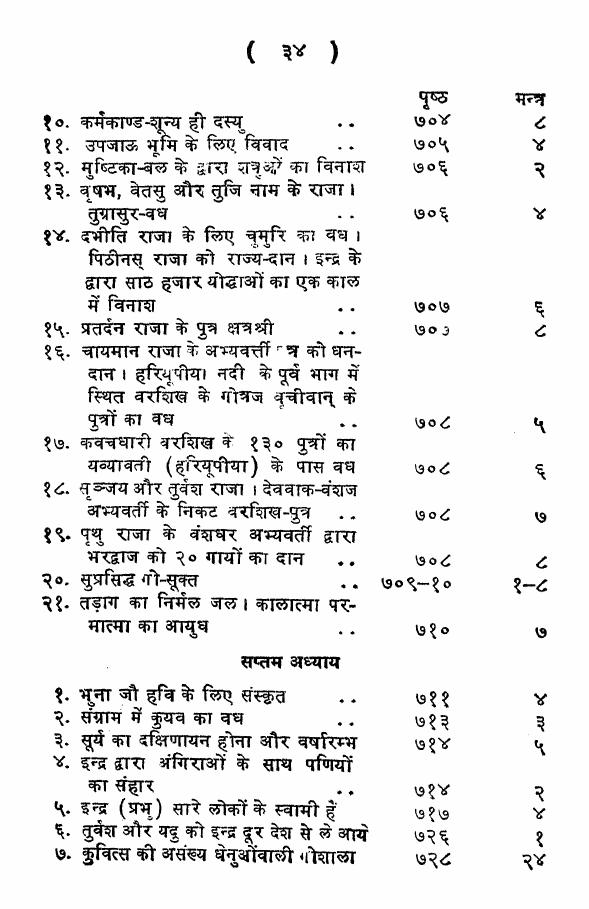 ( ३४ )
पृष्ठ मन्त्र
१०. कर्मकाण्ड-शून्य ही दस्यु .. ७०४ ८
११. उपजाऊ भूमि के लिए विवाद .. ७०५ ४
१२. मुष्टिका-बल के द्वारा शत्रुओं का विनाश ७०६ २
१३. वृषभ, वेतसु और तुजि नाम के राजा।
तुग्रासुर-वध .. ७०६ ४
१४. दभीति राजा के लिए चुमुरि का वध।
पिठीनस् राजा को राज्य-दान। इन्द्र के
द्वारा साठ हजार योद्धाओं का एक काल
में विनाश .. ७०७ ६
१५. प्रतर्दन राजा के पुत्र क्षत्रश्री .. ७०७ ८
१६. चायमान राजा के अभ्यवर्त्ती को धन-
दान। हरियूपीया नदी के पूर्व भाग में
स्थित वरशिख के गोत्रज वृचीवान् के
पुत्रों का वध .. ७०८ ५
१७. कवचधारी वरशिख के १३० पुत्रों का
यव्यावती (हरियूपीया) के पास वध ७०८ ६
१८. सृञ्जय और तुर्वश राजा। देववाक-वंशज
अभ्यवर्ती के निकट वरशिख-पुत्र .. ७०८ ७
१९. पृथु राजा के वंशधर अभ्यवर्ती द्वारा
भरद्वाज को २० गायों का दान .. ७०८ ८
२०. सुप्रसिद्ध गो-सूक्त .. ७०९-१० १-८
२१. तड़ाग का निर्मल जल। कालात्मा पर-
मात्मा का आयुध .. ७१० ७
सप्तम अध्याय
१. भुना जौ हवि के लिए संस्कृत .. ७११ ४
२. संग्राम में कुयव का वध .. ७१३ ३
३. सूर्य का दक्षिणायन होना और वर्षारम्भ ७१४ ५
४. इन्द्र द्वारा अंगिराओं के साथ पणियों
का संहार .. ७१४ २
५. इन्द्र (प्रभु) सारे लोकों के स्वामी हैं ७१७ ४
६. तुर्वश और यदु को इन्द्र दूर देश से ले आये ७२६ १
७. कुवित्स की असंख्य धेनुओंवाली गोशाला ७२८ २४